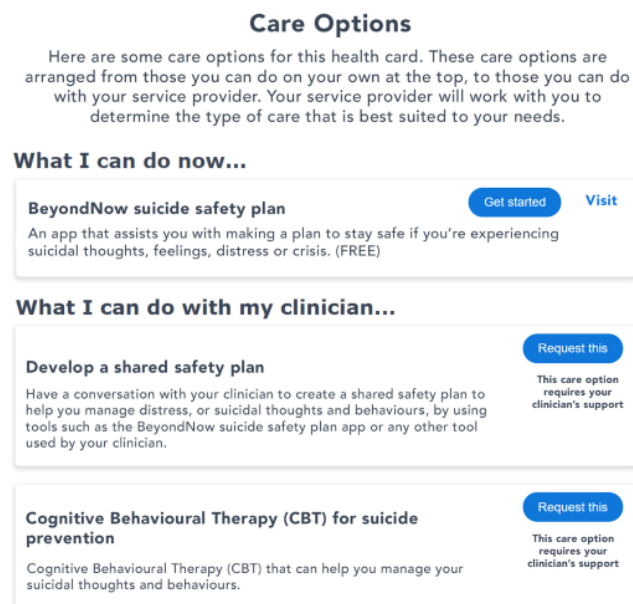 Care Options
Here are some care options for this health card. These care options are
arranged from those you can do on your own at the top, to those you can do
with your service provider. Your service provider will work with you to
determine the type of care that is best suited to your needs.
What I can do now...
BeyondNow suicide safety plan
Get started
Visit
An app that assists you with making a plan to stay safe if you're experiencing
suicidal thoughts, feelings, distress or crisis. (FREE)
What I can do with my clinician...
Request this
Develop a shared safety plan
This care option
requires your
clinician's support
Have a conversation with your clinician to create a shared safety plan to
help you manage distress, or suicidal thoughts and behaviours, by using
tools such as the BeyondNow suicide safety plan app or any other tool
used by your clinician.
Request this
Cognitive Behavioural Therapy (CBT) for suicide
prevention
This care option
requires your
clinician's support
Cognitive Behavioural Therapy (CBT) that can help you manage your
suicidal thoughts and behaviours.